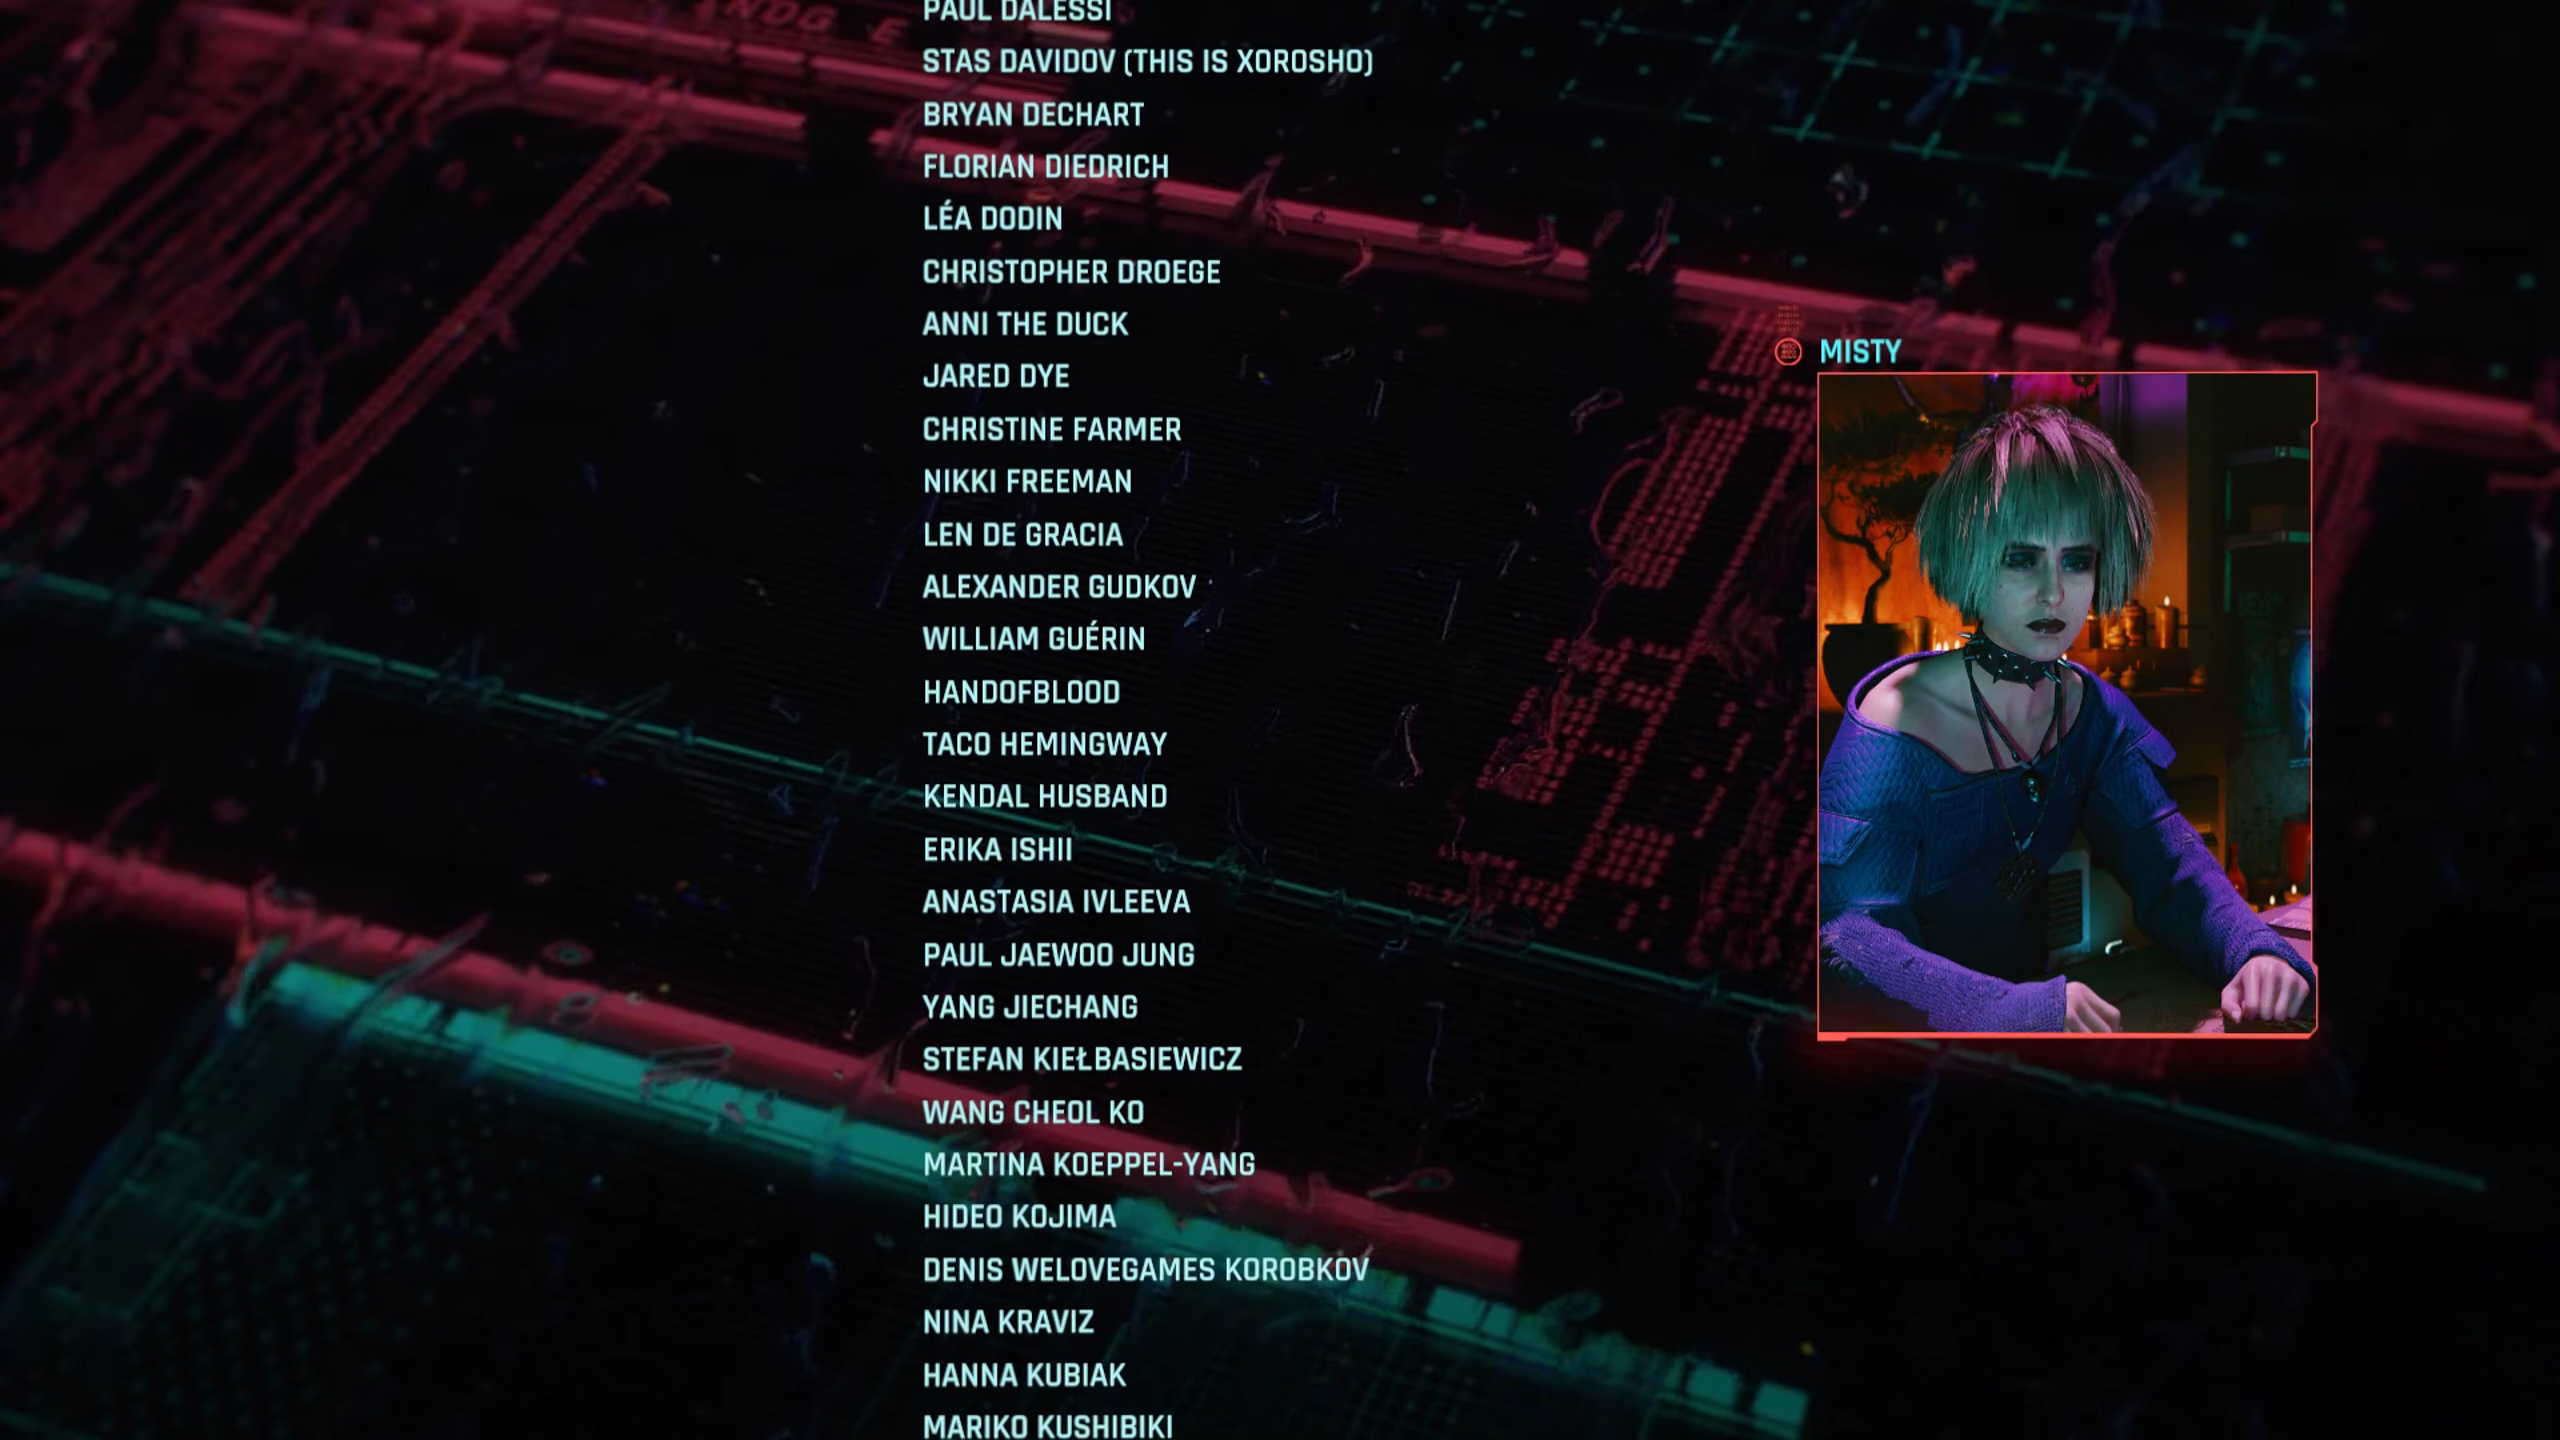 PAUL DALESSI
STAS DAVIDOV (THIS IS XOROSHO)
BRYAN DECHART
FLORIAN DIEDRICH
LÉA DODIN
CHRISTOPHER DROEGE
ANNI THE DUCK
JARED DYE
CHRISTINE FARMER
NIKKI FREEMAN
LEN DE GRACIA
ALEXANDER GUDKOV
WILLIAM GUÉRIN
HANDOFBLOOD
TACO HEMINGWAY
KENDAL HUSBAND
ERIKA ISHII
ANASTASIA IVLEEVA
PAUL JAEWOO JUNG
YANG JIECHANG
STEFAN KIEŁBASIEWICZ
WANG CHEOL KO
MARTINA KOEPPEL-YANG
HIDEO KOJIMA
DENIS WELOVEGAMES KOROBKOV
NINA KRAVIZ
HANNA KUBIAK
MARIKO KUSHIBIKI
MISTY